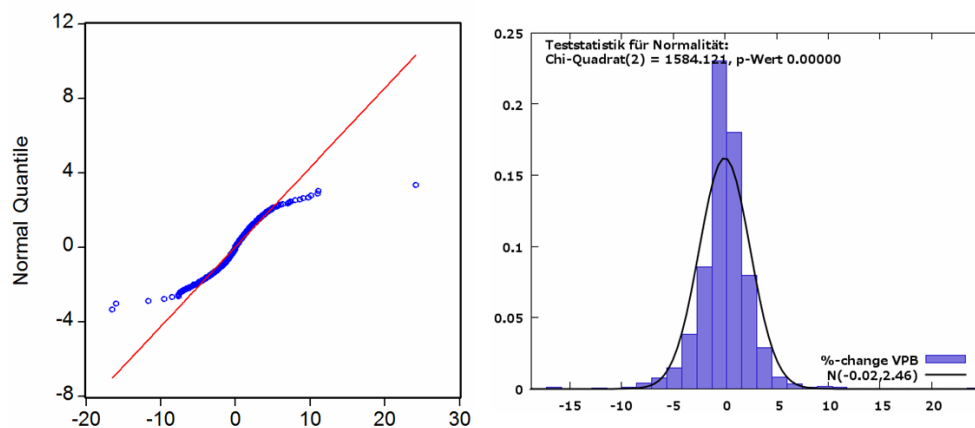 12
8
4
0
-4
-8
Normal Quantile
-20 -10 0 10 20 30
0.25
0.2
0.15
0.1
0.05
0
Teststatistik für Normalität:
Chi-Quadrat(2) = 1584.121, p-Wert 0.00000
%-change VPB
N(-0.02,2.46)
-15 -10 -5 0 5 10 15 20